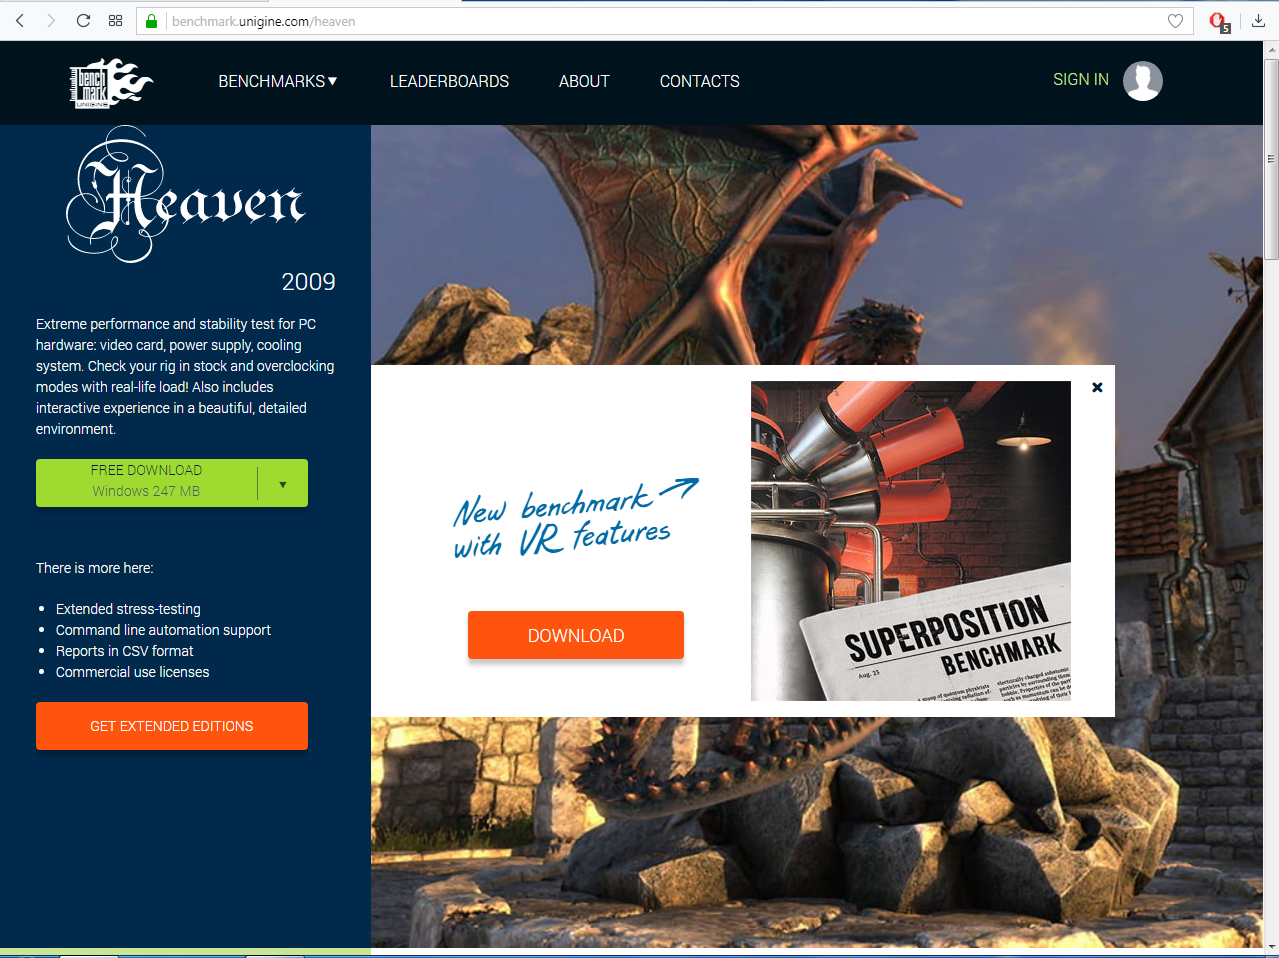 benchmark.unigine.com/heaven
5
bench
mark
UNIGINE
BENCHMARKS▼
LEADERBOARDS
ABOUT
CONTACTS
SIGN IN
Heaven
2009
Extreme performance and stability test for PC
hardware: video card, power supply, cooling
system. Check your rig in stock and overclocking
modes with real-life load! Also includes
interactive experience in a beautiful, detailed
environment.
FREE DOWNLOAD
Windows 247 MB
There is more here:
• Extended stress-testing
• Command line automation support
• Reports in CSV format
• Commercial use licenses
GET EXTENDED EDITIONS
New benchmark
with VR features
DOWNLOAD
SUPERPOSITION
BENCHMARK
Aug. 23